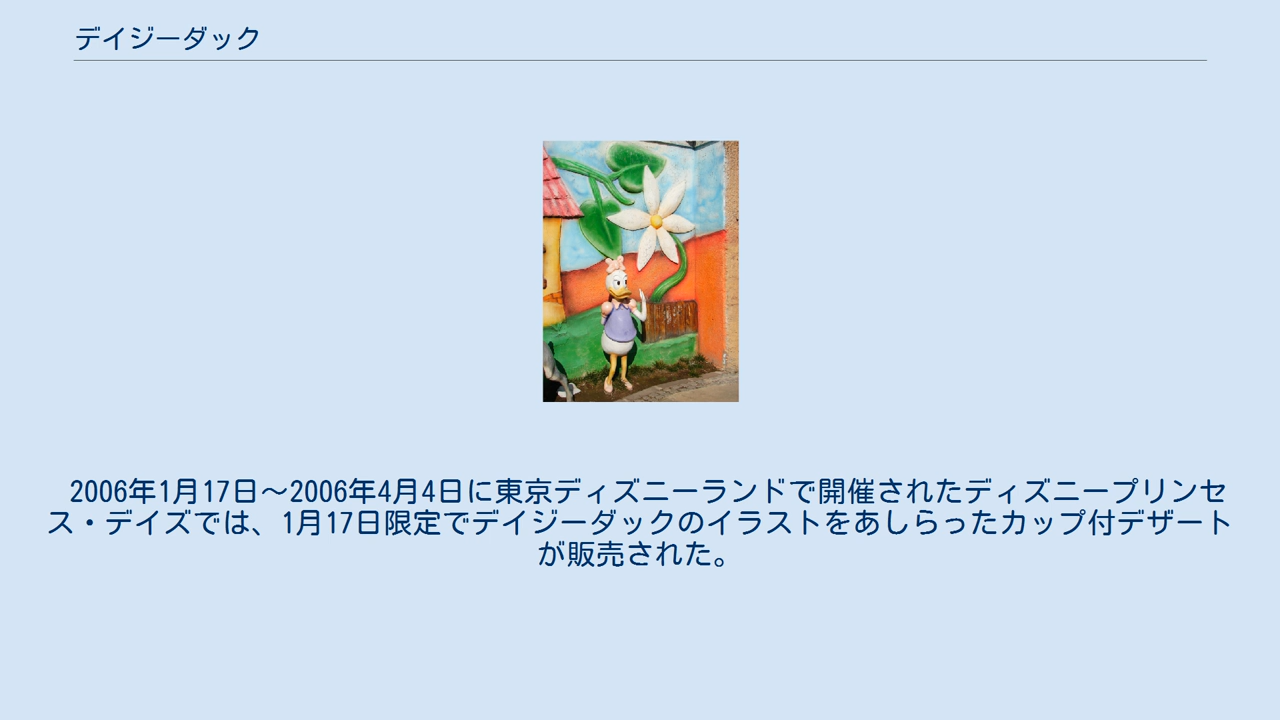 デイジーダック
2006年1月17日～2006年4月4日に東京ディズニーランドで開催されたディズニープリンセ
ス・デイズでは、1月17日限定でデイジーダックのイラストをあしらったカップ付デザート
が販売された。